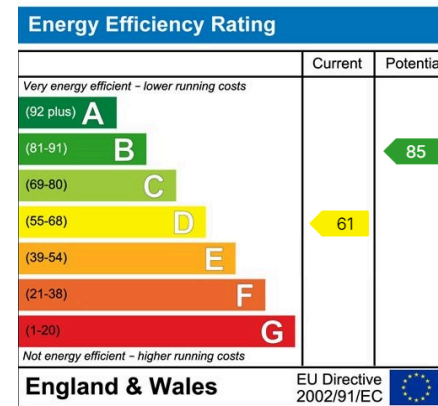 Energy Efficiency Rating
Current Potentia
Very energy efficient – lower running costs
(92 plus) A
(81-91) B
85
(69-80) C
(55-68) D
61
(39-54) E
(21-38) F
(1-20) G
Not energy efficient – higher running costs
England & Wales
EU Directive
2002/91/EC